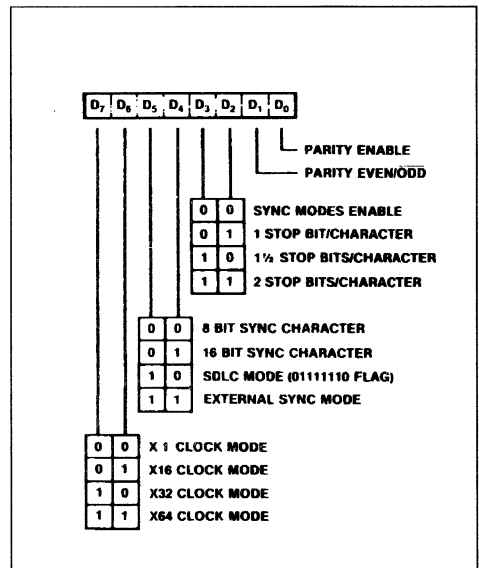 D7 D6 D5 D4 D3 D2 D1 D0
PARITY ENABLE
PARITY EVEN/O̅D̅D̅
0 0 SYNC MODES ENABLE
0 1 1 STOP BIT/CHARACTER
1 0 1½ STOP BITS/CHARACTER
1 1 2 STOP BITS/CHARACTER
0 0 8 BIT SYNC CHARACTER
0 1 16 BIT SYNC CHARACTER
1 0 SDLC MODE (01111110 FLAG)
1 1 EXTERNAL SYNC MODE
0 0 X 1 CLOCK MODE
0 1 X16 CLOCK MODE
1 0 X32 CLOCK MODE
1 1 X64 CLOCK MODE